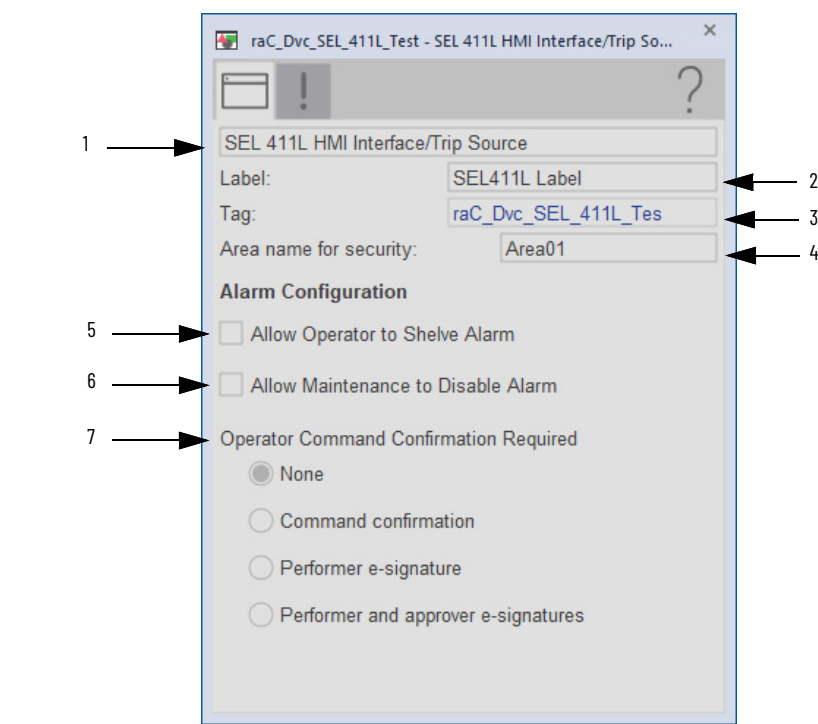 raC_Dvc_SEL_411L_Test - SEL 411L HMI Interface/Trip So... ×
! ?
1 SEL 411L HMI Interface/Trip Source
Label: SEL411L Label 2
Tag: raC_Dvc_SEL_411L_Tes 3
Area name for security: Area01 4
Alarm Configuration
5 Allow Operator to Shelve Alarm
6 Allow Maintenance to Disable Alarm
7 Operator Command Confirmation Required
None
Command confirmation
Performer e-signature
Performer and approver e-signatures